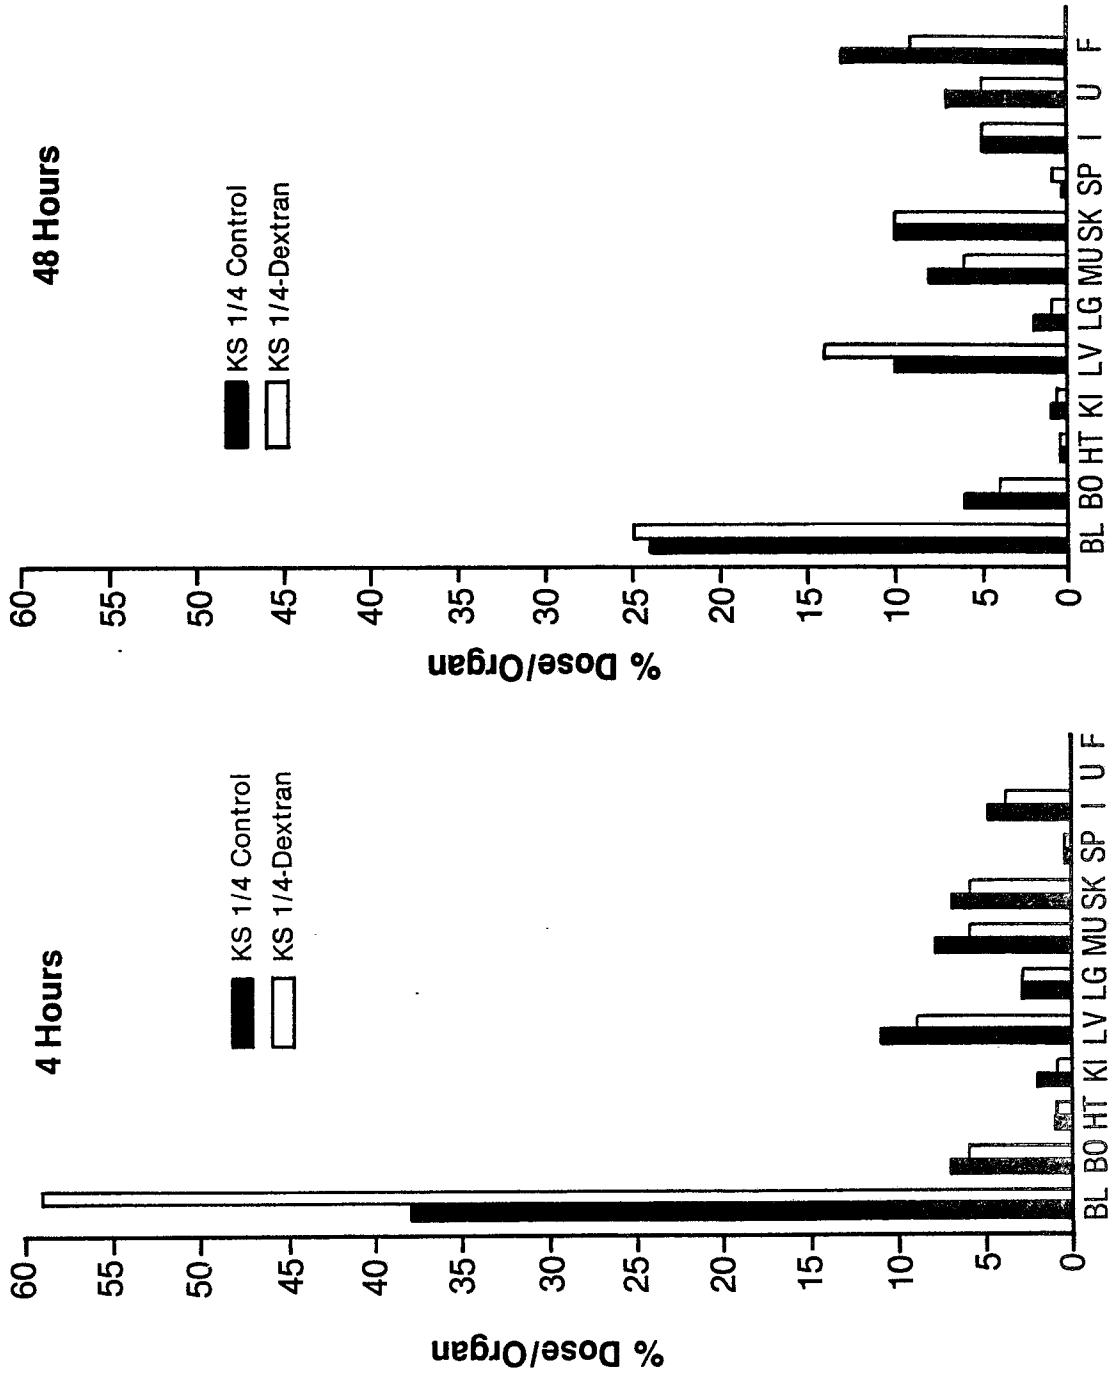 4 Hours
KS 1/4 Control
KS 1/4-Dextran
% Dose/Organ
60
55
50
45
40
35
30
25
20
15
10
5
0
BL BO HT KI LV LG MU SK SP I U F
48 Hours
KS 1/4 Control
KS 1/4-Dextran
% Dose/Organ
60
55
50
45
40
35
30
25
20
15
10
5
0
BL BO HT KI LV LG MU SK SP I U F